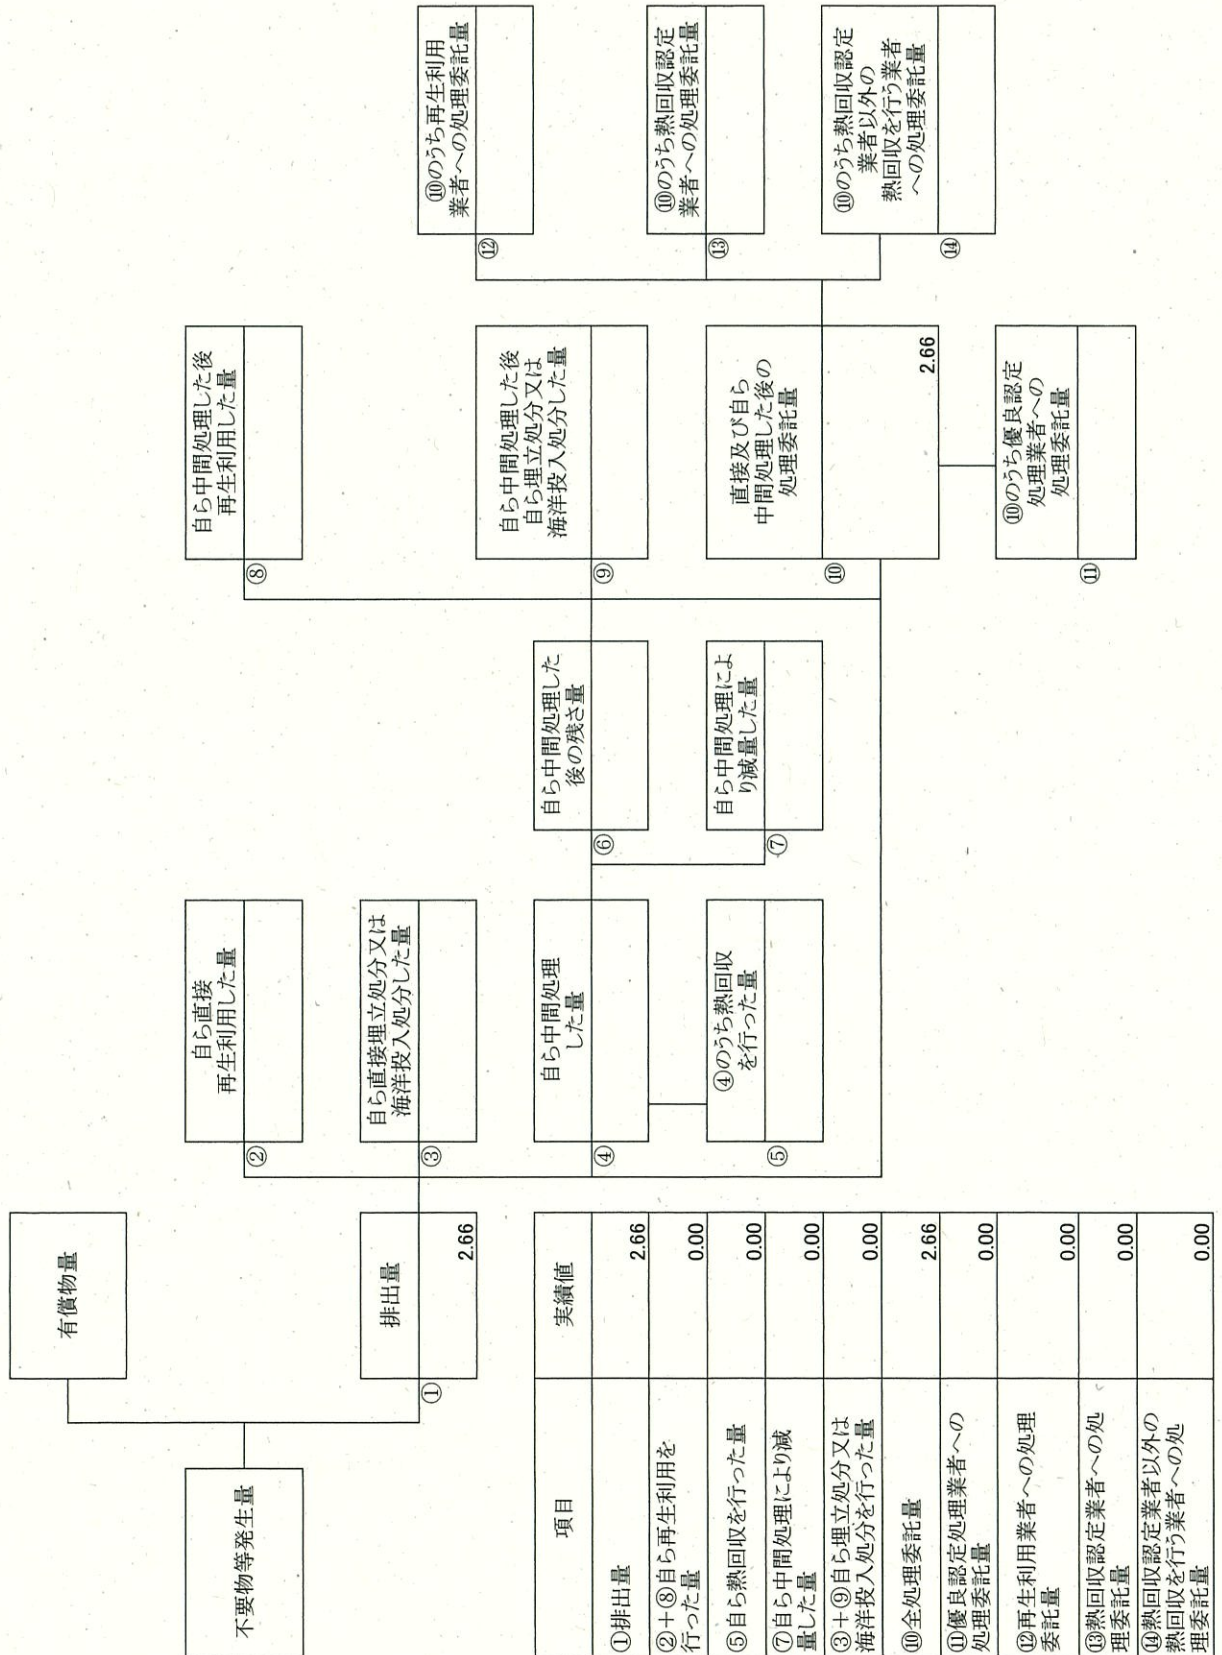 不要物等発生量
有償物量
①
排出量
2.66
②
自ら直接
再生利用した量
③
自ら直接埋立処分又は
海洋投入処分した量
④
自ら中間処理
した量
⑤
④のうち熱回収
を行った量
⑥
自ら中間処理した
後の残さ量
⑦
自ら中間処理によ
り減量した量
⑧
自ら中間処理した後
再生利用した量
⑨
自ら中間処理した後
自ら埋立処分又は
海洋投入処分した量
⑩
直接及び自ら
中間処理した後の
処理委託量
2.66
⑪
⑩のうち優良認定
処理業者への
処理委託量
⑫
⑩のうち再生利用
業者への処理委託量
⑬
⑩のうち熱回収認定
業者への処理委託量
⑭
⑩のうち熱回収認定
業者以外の
熱回収を行う業者
への処理委託量
項目 実績値
①排出量 2.66
②+⑧自ら再生利用を
行った量 0.00
⑤自ら熱回収を行った量 0.00
⑦自ら中間処理により減
量した量 0.00
③+⑨自ら埋立処分又は
海洋投入処分を行った量 0.00
⑩全処理委託量 2.66
⑪優良認定処理業者への
処理委託量 0.00
⑫再生利用業者への処理
委託量 0.00
⑬熱回収認定業者への処
理委託量 0.00
⑭熱回収認定業者以外の
熱回収を行う業者への処
理委託量 0.00